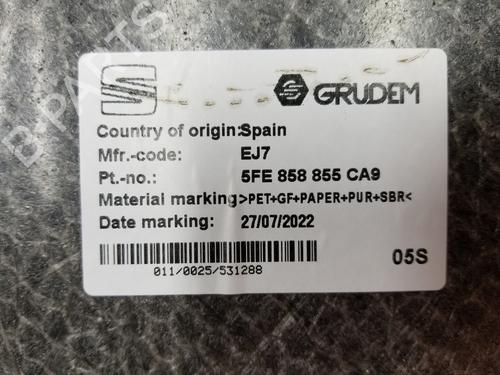 GRUDEM
Country of origin:Spain
Mfr.-code: EJ7
Pt.-no.: 5FE 858 855 CA9
Material marking>PET+GF+PAPER+PUR+SBR<
Date marking: 27/07/2022
011/0025/531288
05S
B-PARTS